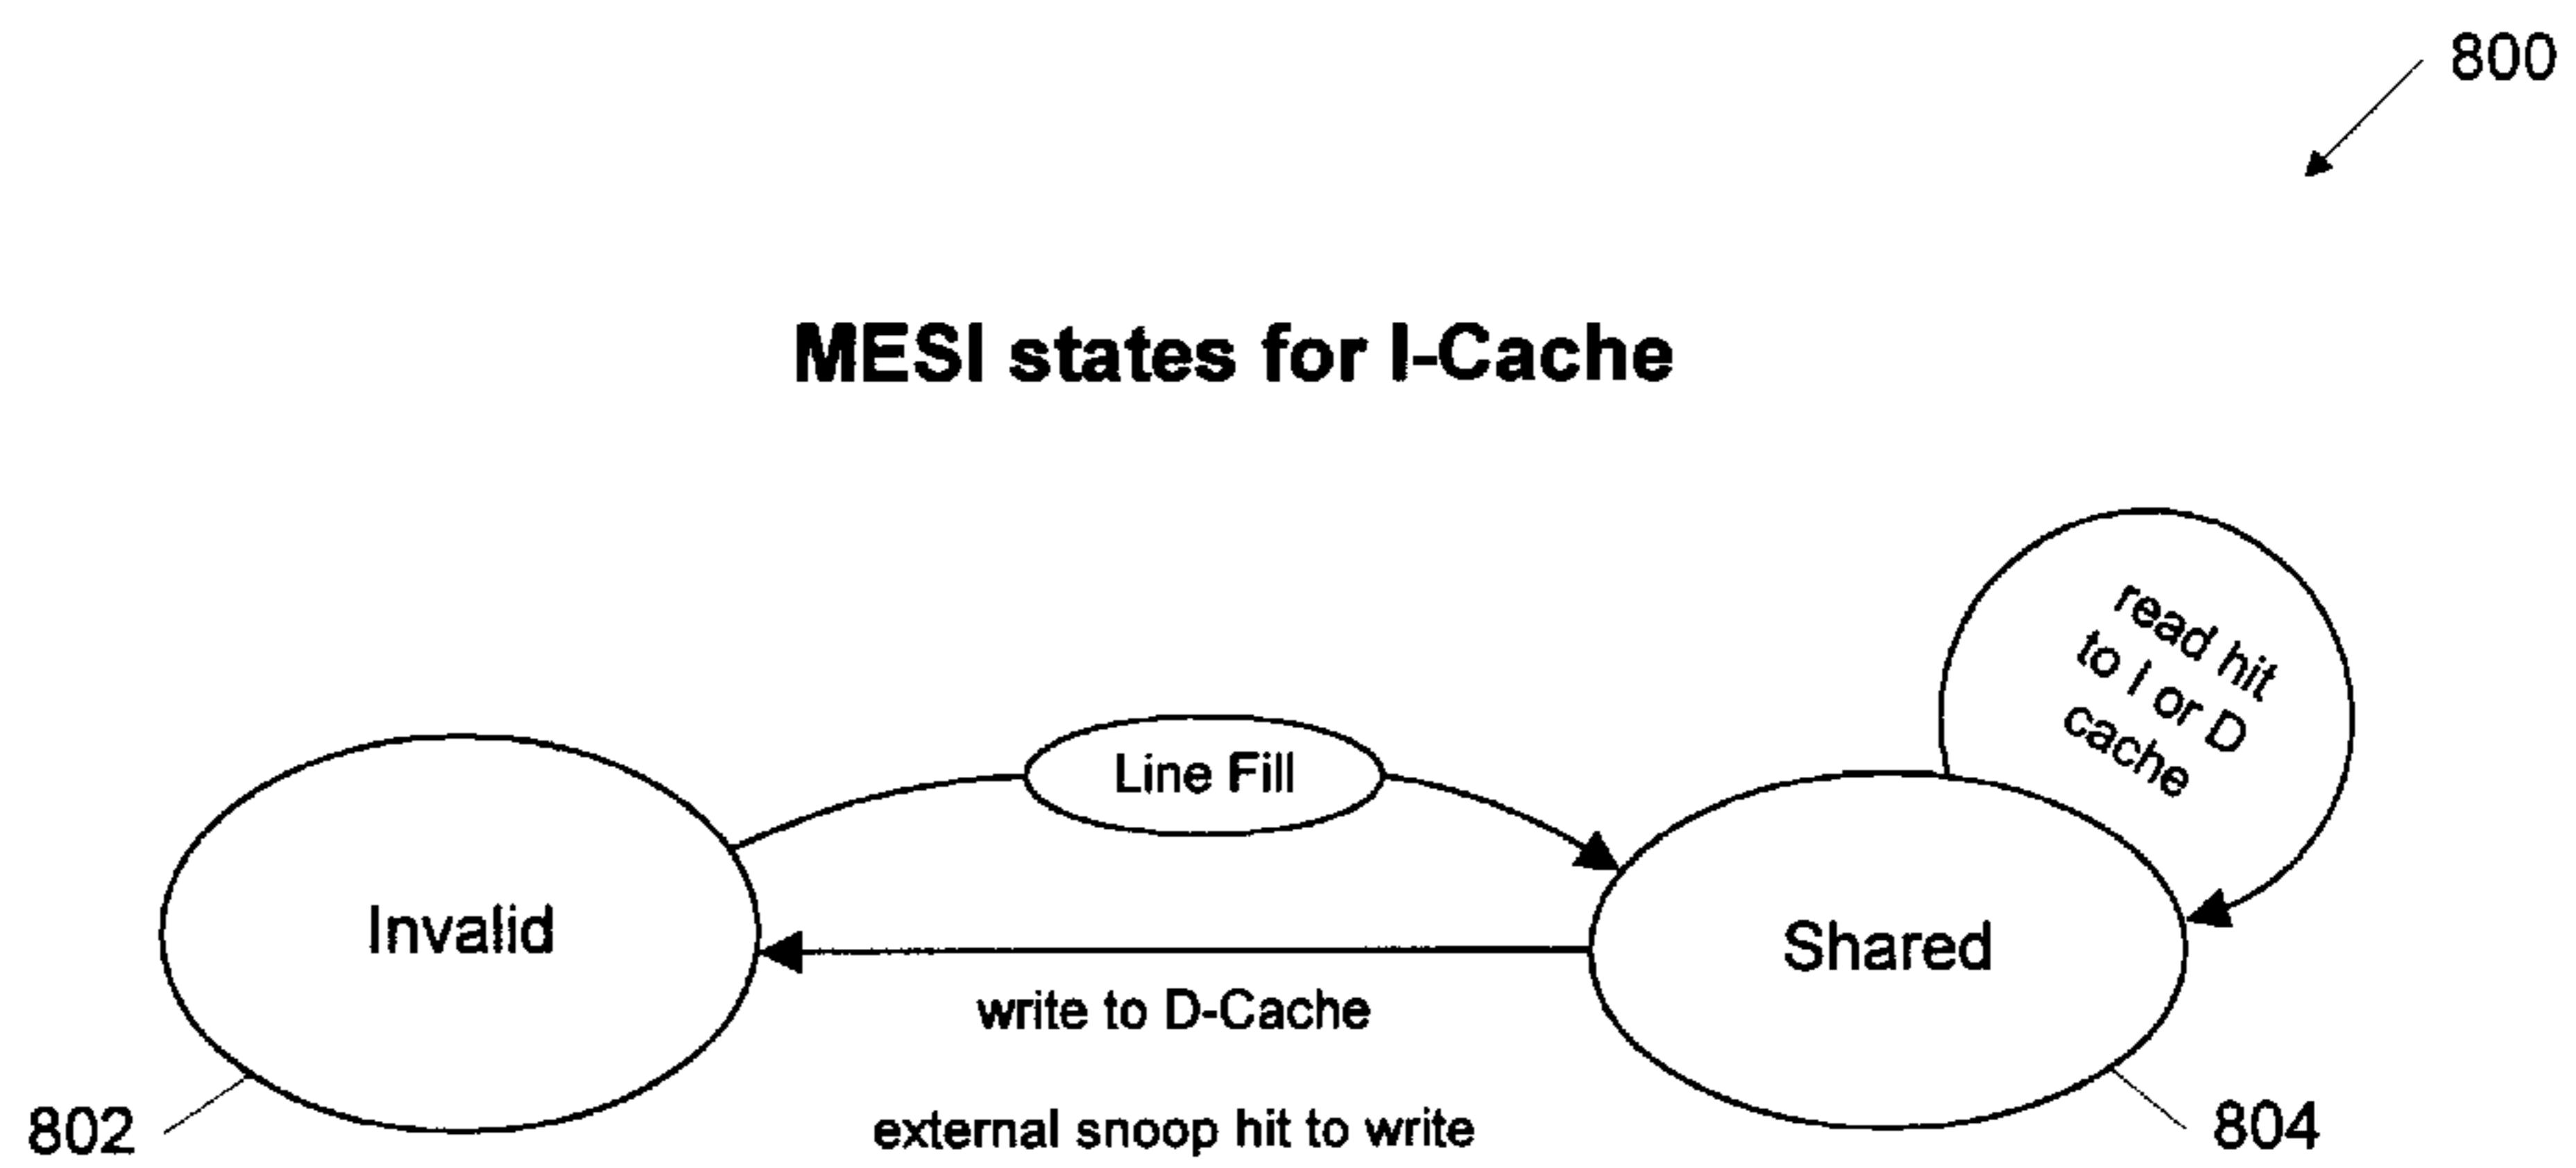 800
MESI states for I-Cache
read hit
to I or D
cache
Line Fill
Invalid
Shared
write to D-Cache
external snoop hit to write
802
804